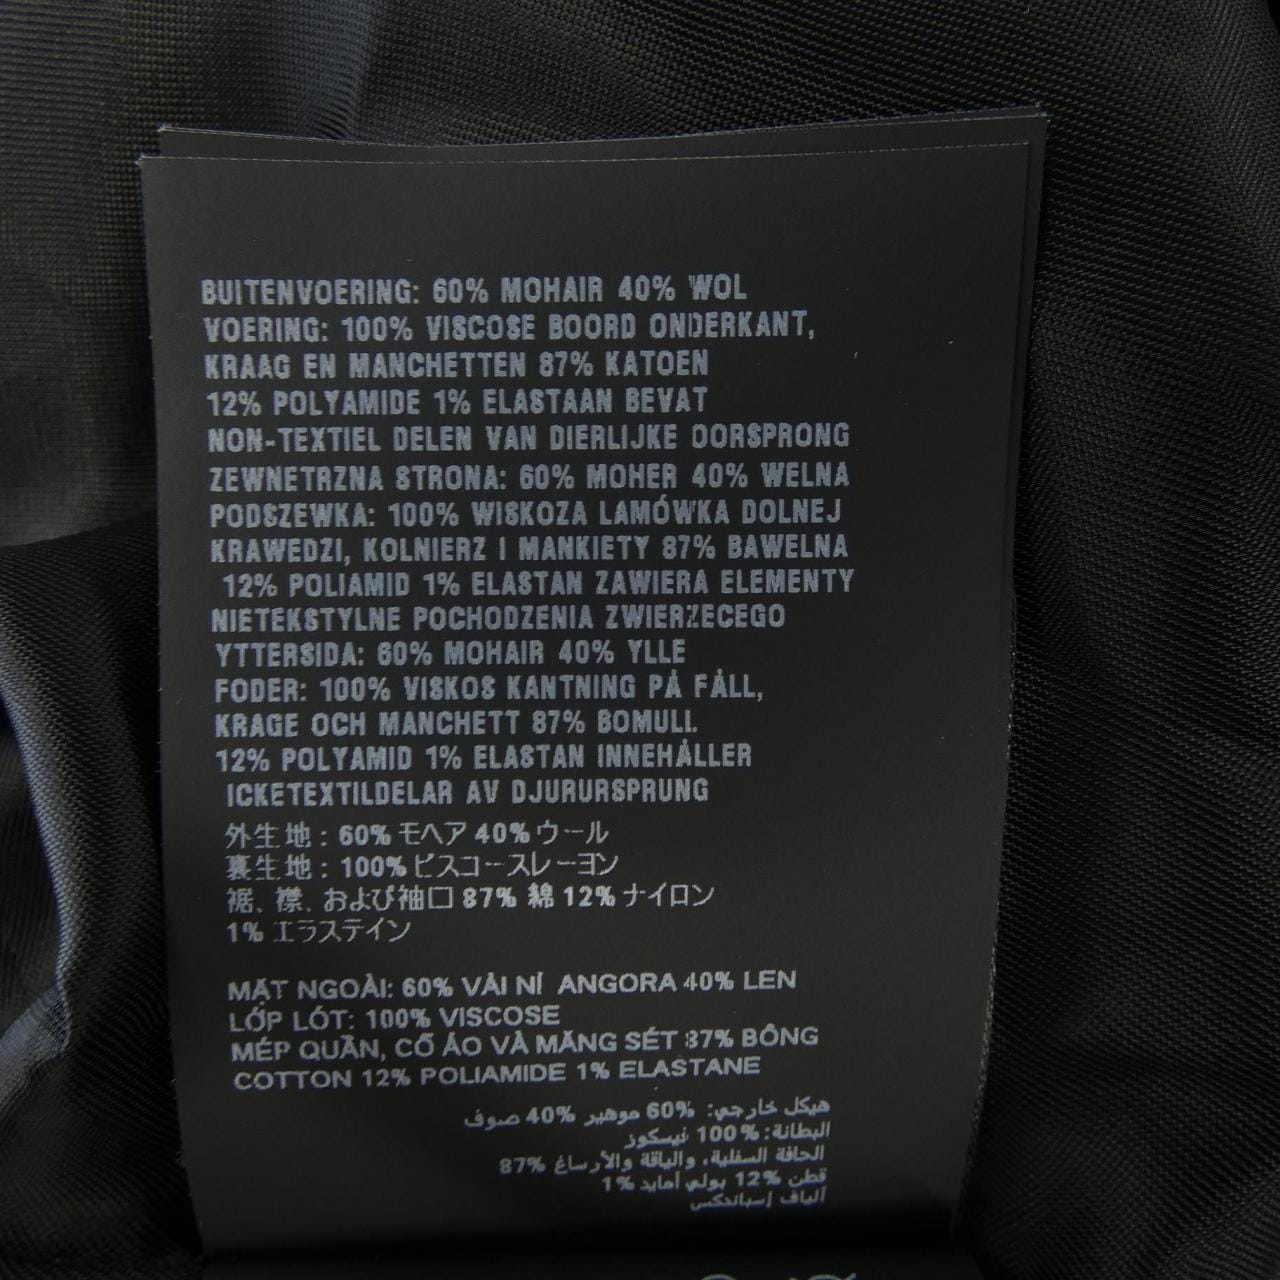 BUITENVOERING: 60% MOHAIR 40% WOL
VOERING: 100% VISCOSE BOORD ONDERKANT,
KRAAG EN MANCHETTEN 87% KATOEN
12% POLYAMIDE 1% ELASTAAN BEVAT
NON-TEXTIEL DELEN VAN DIERLIJKE OORSPRONG
ZEWNETRZNA STRONA: 60% MOHER 40% WELNA
PODSZEWKA: 100% WISKOZA LAMÓWKA DOLNEJ
KRAWEDZI, KOLNIERZ I MANKIETY 87% BAWELNA
12% POLIAMID 1% ELASTAN ZAWIERA ELEMENTY
NIETEKSTYLNE POCHODZENIA ZWIERZECEGO
YTTERSIDA: 60% MOHAIR 40% YLLE
FODER: 100% VISKOS KANTNING PÅ FÅLL,
KRAGE OCH MANCHETT 87% BOMULL
12% POLYAMID 1% ELASTAN INNEHÅLLER
ICKETEXTILDELAR AV DJURURSPRUNG
外生地: 60% モヘア 40% ウール
裏生地: 100% ビスコースレーヨン
裾、襟、および袖口 87% 綿 12% ナイロン
1% エラステイン
MẶT NGOÀI: 60% VẢI NỈ ANGORA 40% LEN
LỚP LÓT: 100% VISCOSE
MÉP QUẦN, CỔ ÁO VÀ MĂNG SÉT 87% BÔNG
COTTON 12% POLIAMIDE 1% ELASTANE
هيكل خارجي: 60% موهير 40% صوف
البطانة: 100% فيسكوز
الحافة السفلية، والياقة والأرساغ 87%
قطن 12% بولي أمايد 1%
ألياف إسباندكس